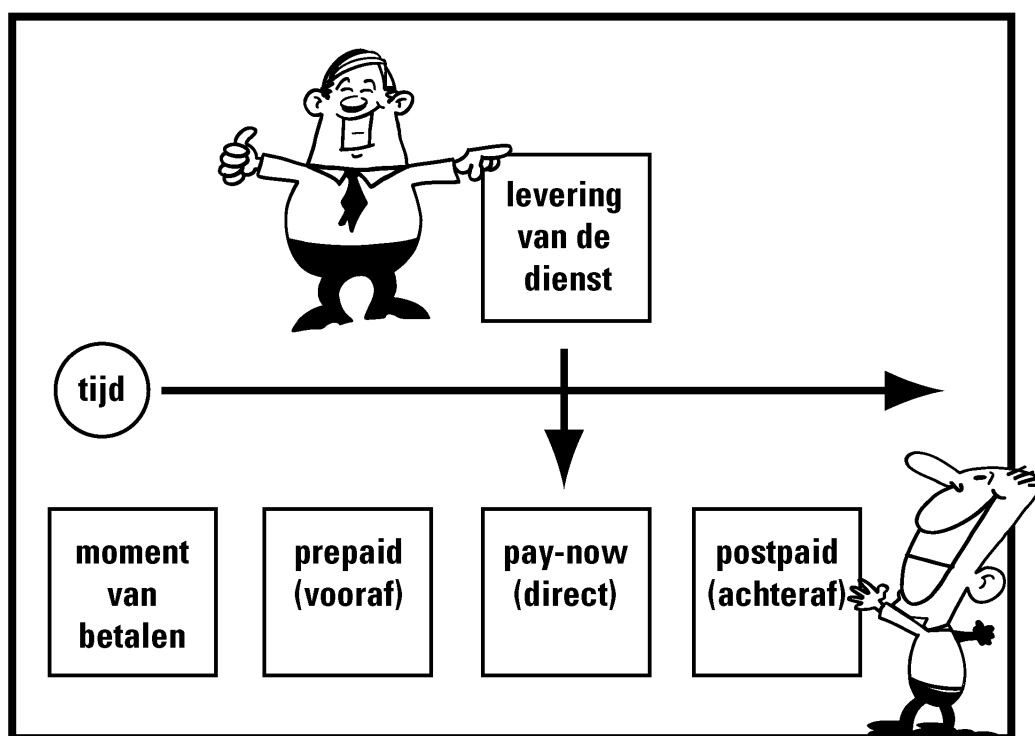 levering
van de
dienst
tijd
moment
van
betalen
prepaid
(vooraf)
pay-now
(direct)
postpaid
(achteraf)